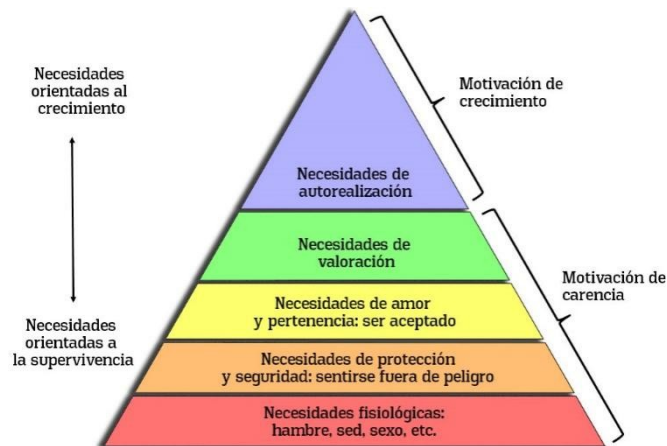 Necesidades
orientadas al
crecimiento
Motivación de
crecimiento
Necesidades de
autorealización
Necesidades de
valoración
Motivación de
carencia
Necesidades de amor
y pertenencia: ser aceptado
Necesidades
orientadas a
la supervivencia
Necesidades de protección
y seguridad: sentirse fuera de peligro
Necesidades fisiológicas:
hambre, sed, sexo, etc.